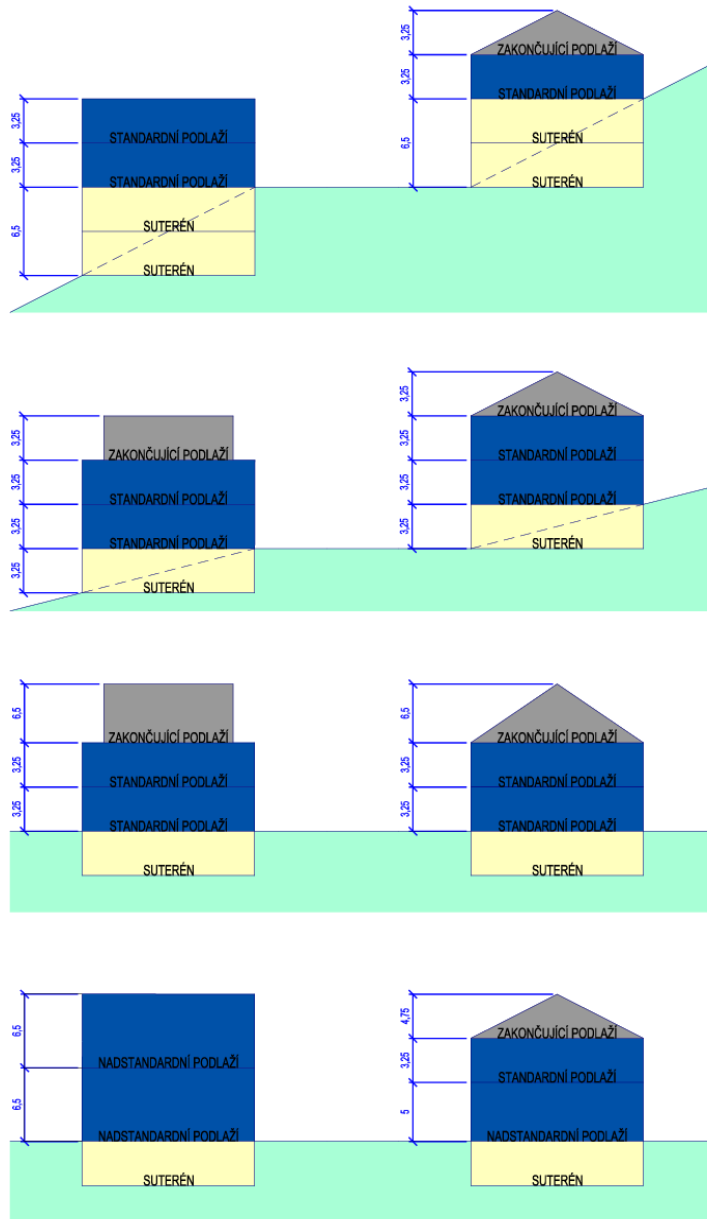 3,25
ZAKONČUJÍCÍ PODLAŽÍ
3,25
STANDARDNÍ PODLAŽÍ
3,25
STANDARDNÍ PODLAŽÍ
6,5
SUTERÉN
3,25
STANDARDNÍ PODLAŽÍ
SUTERÉN
6,5
SUTERÉN
SUTERÉN
3,25
ZAKONČUJÍCÍ PODLAŽÍ
3,25
ZAKONČUJÍCÍ PODLAŽÍ
3,25
STANDARDNÍ PODLAŽÍ
3,25
STANDARDNÍ PODLAŽÍ
3,25
STANDARDNÍ PODLAŽÍ
3,25
STANDARDNÍ PODLAŽÍ
3,25
SUTERÉN
3,25
SUTERÉN
6,5
ZAKONČUJÍCÍ PODLAŽÍ
6,5
ZAKONČUJÍCÍ PODLAŽÍ
3,25
STANDARDNÍ PODLAŽÍ
3,25
STANDARDNÍ PODLAŽÍ
3,25
STANDARDNÍ PODLAŽÍ
3,25
STANDARDNÍ PODLAŽÍ
SUTERÉN
SUTERÉN
6,5
NADSTANDARDNÍ PODLAŽÍ
4,75
ZAKONČUJÍCÍ PODLAŽÍ
3,25
STANDARDNÍ PODLAŽÍ
6,5
NADSTANDARDNÍ PODLAŽÍ
5
NADSTANDARDNÍ PODLAŽÍ
SUTERÉN
SUTERÉN